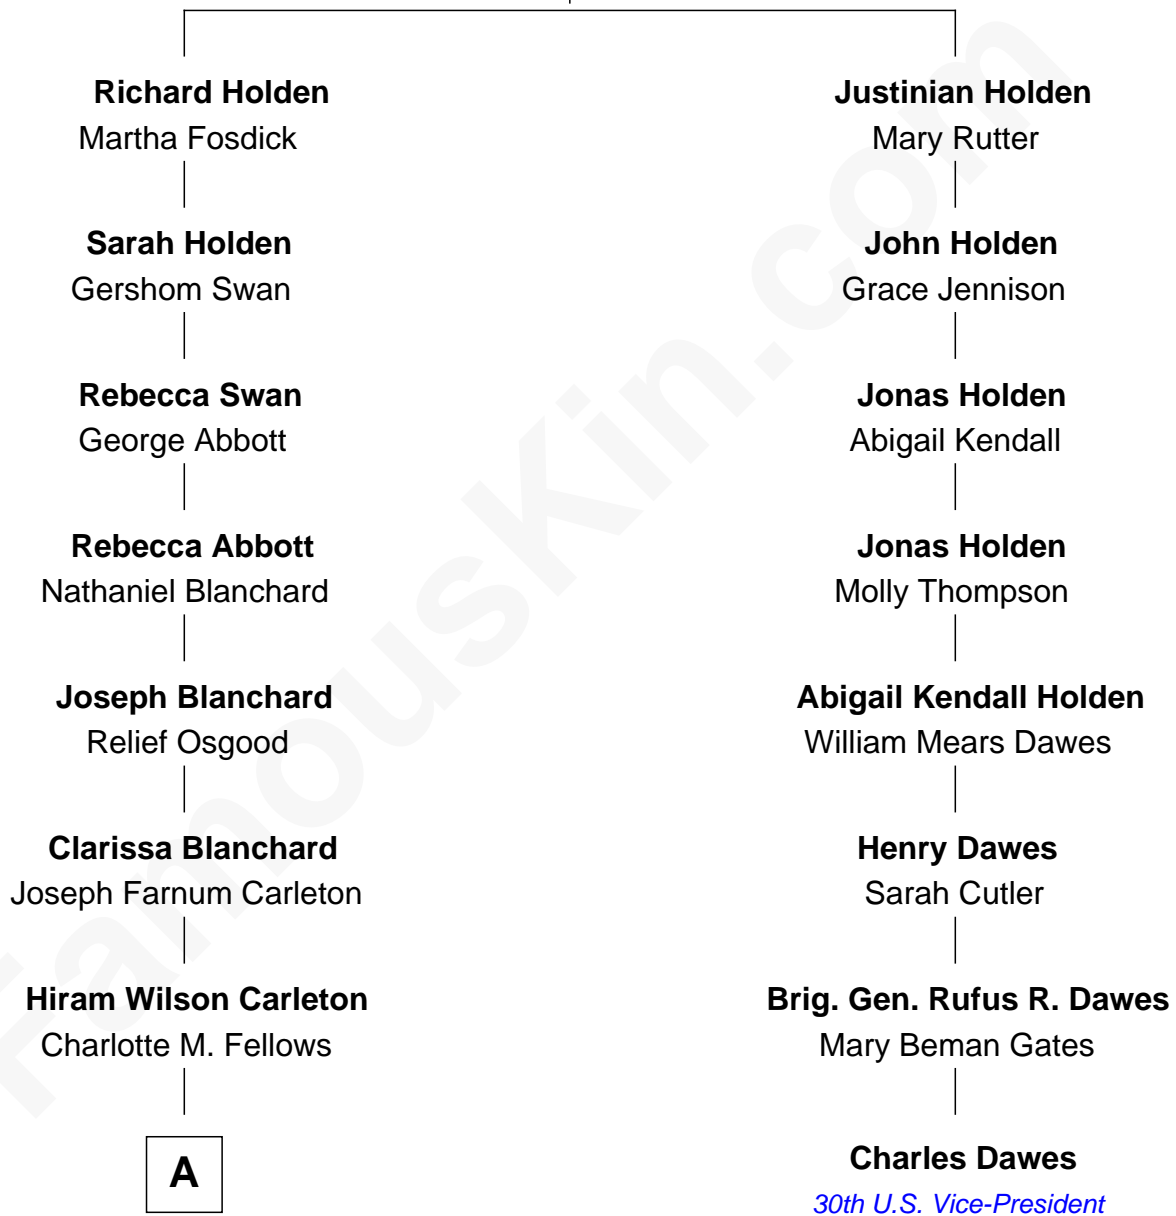 Richard Holden
Martha Fosdick
Sarah Holden
Gershom Swan
Rebecca Swan
George Abbott
Rebecca Abbott
Nathaniel Blanchard
Joseph Blanchard
Relief Osgood
Clarissa Blanchard
Joseph Farnum Carleton
Hiram Wilson Carleton
Charlotte M. Fellows
A
Justinian Holden
Mary Rutter
John Holden
Grace Jennison
Jonas Holden
Abigail Kendall
Jonas Holden
Molly Thompson
Abigail Kendall Holden
William Mears Dawes
Henry Dawes
Sarah Cutler
Brig. Gen. Rufus R. Dawes
Mary Beman Gates
Charles Dawes
30th U.S. Vice-President
FamousKin.com